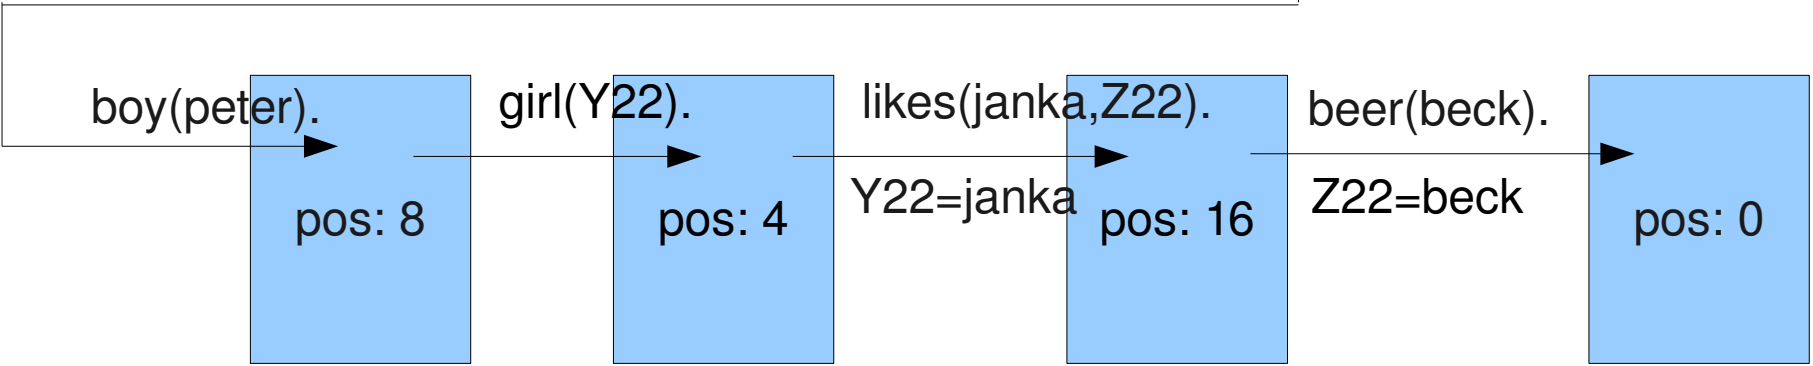 boy(peter).
girl(Y22).
likes(janka,Z22).
beer(beck).
Y22=janka
Z22=beck
pos: 8
pos: 4
pos: 16
pos: 0